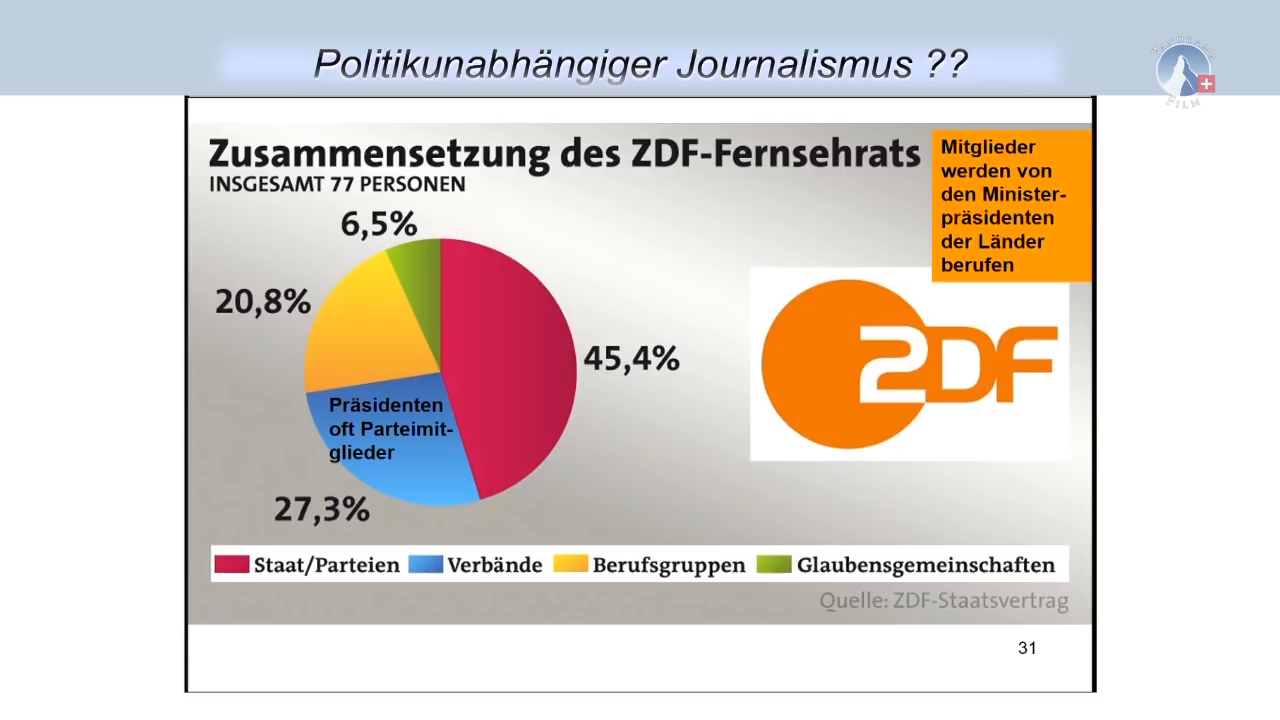 Politikunabhängiger Journalismus ??
PANORAMA
FILM
Zusammensetzung des ZDF-Fernsehrats
INSGESAMT 77 PERSONEN
Mitglieder
werden von
den Minister-
präsidenten
der Länder
berufen
6,5%
20,8%
45,4%
ZDF
Präsidenten
oft Parteimit-
glieder
27,3%
Staat/Parteien Verbände Berufsgruppen Glaubensgemeinschaften
Quelle: ZDF-Staatsvertrag
31